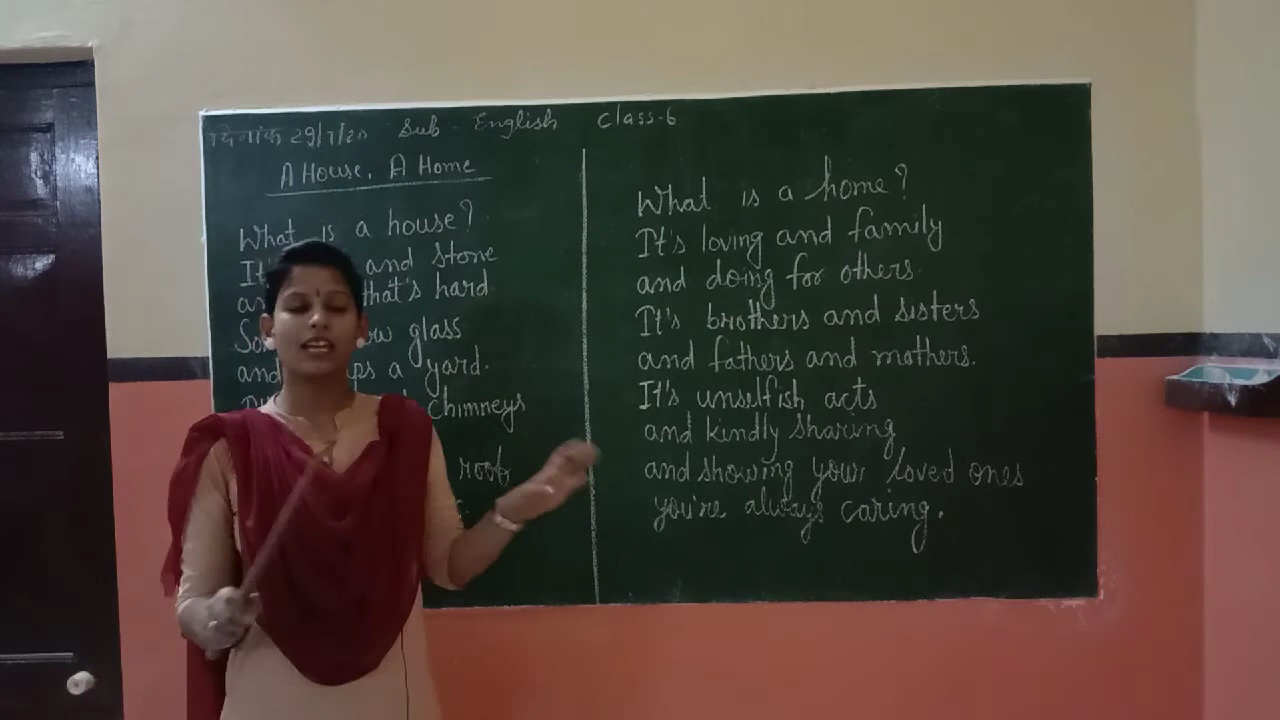 दिनांक 29/7/20 Sub - English Class-6
A House, A Home
What is a house?
It's and stone
that's hard
glass
and a yard.
chimneys
roof
What is a home?
It's loving and family
and doing for others.
It's brothers and sisters
and fathers and mothers.
It's unselfish acts
and kindly sharing
and showing your loved ones
you're always caring.